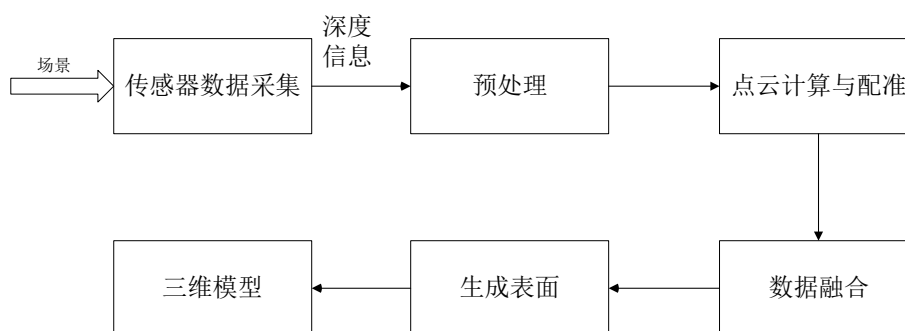 场景
传感器数据采集
深度
信息
预处理
点云计算与配准
三维模型
生成表面
数据融合